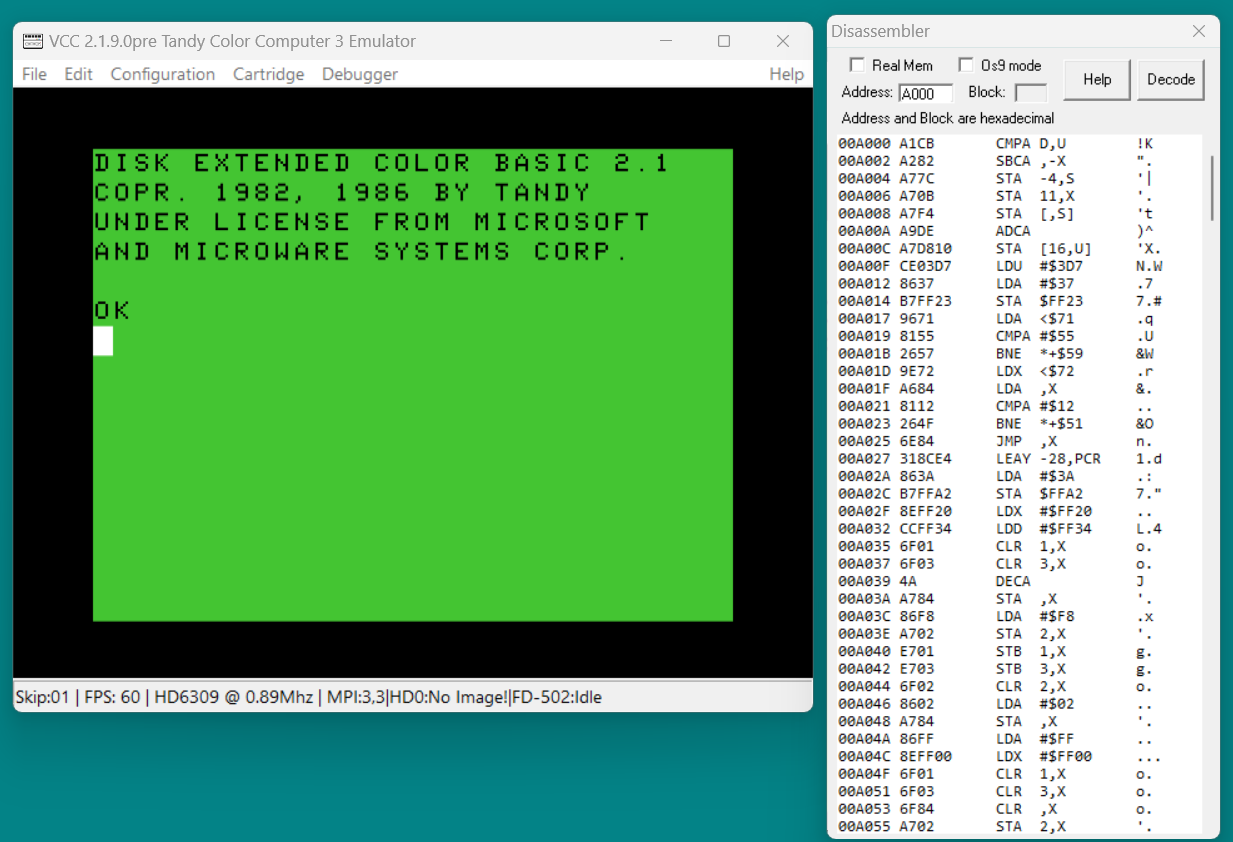 VCC 2.1.9.0pre Tandy Color Computer 3 Emulator
File Edit Configuration Cartridge Debugger Help
DISK EXTENDED COLOR BASIC 2.1
COPR. 1982, 1986 BY TANDY
UNDER LICENSE FROM MICROSOFT
AND MICROWARE SYSTEMS CORP.
OK
Skip:01 | FPS: 60 | HD6309 @ 0.89Mhz | MPI:3,3|HD0:No Image!|FD-502:Idle
Disassembler
Real Mem Os9 mode Help Decode
Address: A000 Block:
Address and Block are hexadecimal
00A000 A1CB CMPA D,U !K
00A002 A282 SBCA ,-X ".
00A004 A77C STA -4,S '|
00A006 A70B STA 11,X '.
00A008 A7F4 STA [,S] 't
00A00A A9DE ADCA )^
00A00C A7D810 STA [16,U] 'X.
00A00F CE03D7 LDU #$3D7 N.W
00A012 8637 LDA #$37 .7
00A014 B7FF23 STA $FF23 7.#
00A017 9671 LDA <$71 .q
00A019 8155 CMPA #$55 .U
00A01B 2657 BNE *+$59 &W
00A01D 9E72 LDX <$72 .r
00A01F A684 LDA ,X &.
00A021 8112 CMPA #$12 ..
00A023 264F BNE *+$51 &O
00A025 6E84 JMP ,X n.
00A027 318CE4 LEAY -28,PCR 1.d
00A02A 863A LDA #$3A .:
00A02C B7FFA2 STA $FFA2 7."
00A02F 8EFF20 LDX #$FF20 ..
00A032 CCFF34 LDD #$FF34 L.4
00A035 6F01 CLR 1,X o.
00A037 6F03 CLR 3,X o.
00A039 4A DECA J
00A03A A784 STA ,X '.
00A03C 86F8 LDA #$F8 .x
00A03E A702 STA 2,X '.
00A040 E701 STB 1,X g.
00A042 E703 STB 3,X g.
00A044 6F02 CLR 2,X o.
00A046 8602 LDA #$02 ..
00A048 A784 STA ,X '.
00A04A 86FF LDA #$FF ..
00A04C 8EFF00 LDX #$FF00 ...
00A04F 6F01 CLR 1,X o.
00A051 6F03 CLR 3,X o.
00A053 6F84 CLR ,X o.
00A055 A702 STA 2,X '.